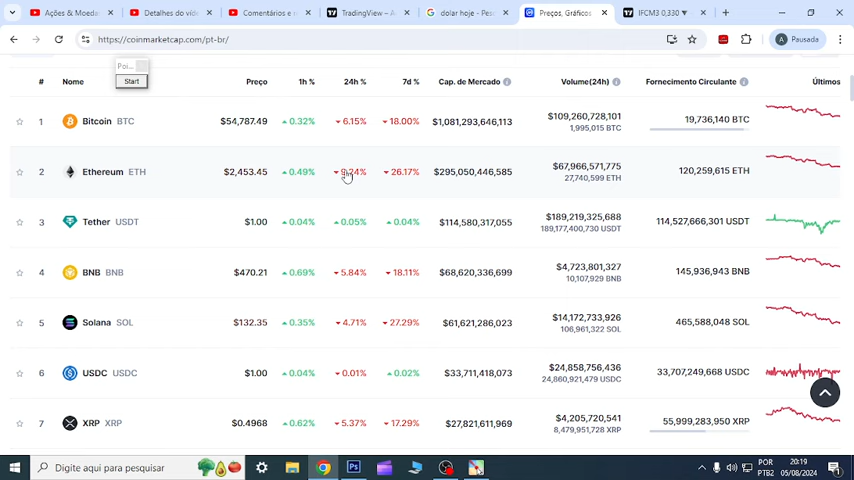 Ações & Moedas
Detalhes do víde
Comentários e m
TradingView – A
dolar hoje - Pesq
Preços, Gráficos
IFCM3 0,330 ▼
https://coinmarketcap.com/pt-br/
A Pausada
Poi...
Start
# Nome Preço 1h % 24h % 7d % Cap. de Mercado Volume(24h) Fornecimento Circulante Últimos
1 Bitcoin BTC $54,787.49 0.32% 6.15% 18.00% $1,081,293,646,113 $109,260,728,101 19,736,140 BTC
1,995,015 BTC
2 Ethereum ETH $2,453.45 0.49% 9.24% 26.17% $295,050,446,585 $67,966,571,775 120,259,615 ETH
27,740,599 ETH
3 Tether USDT $1.00 0.04% 0.05% 0.04% $114,580,317,055 $189,219,325,688 114,527,666,301 USDT
189,177,400,730 USDT
4 BNB BNB $470.21 0.69% 5.84% 18.11% $68,620,336,699 $4,723,801,327 145,936,943 BNB
10,107,929 BNB
5 Solana SOL $132.35 0.35% 4.71% 27.29% $61,621,286,023 $14,172,733,926 465,588,048 SOL
106,961,322 SOL
6 USDC USDC $1.00 0.04% 0.01% 0.02% $33,711,418,073 $24,858,756,436 33,707,249,668 USDC
24,860,921,479 USDC
7 XRP XRP $0.4968 0.62% 5.37% 17.29% $27,821,611,969 $4,205,720,541 55,999,283,950 XRP
8,479,951,728 XRP
Digite aqui para pesquisar
POR
PTB2
20:19
05/08/2024